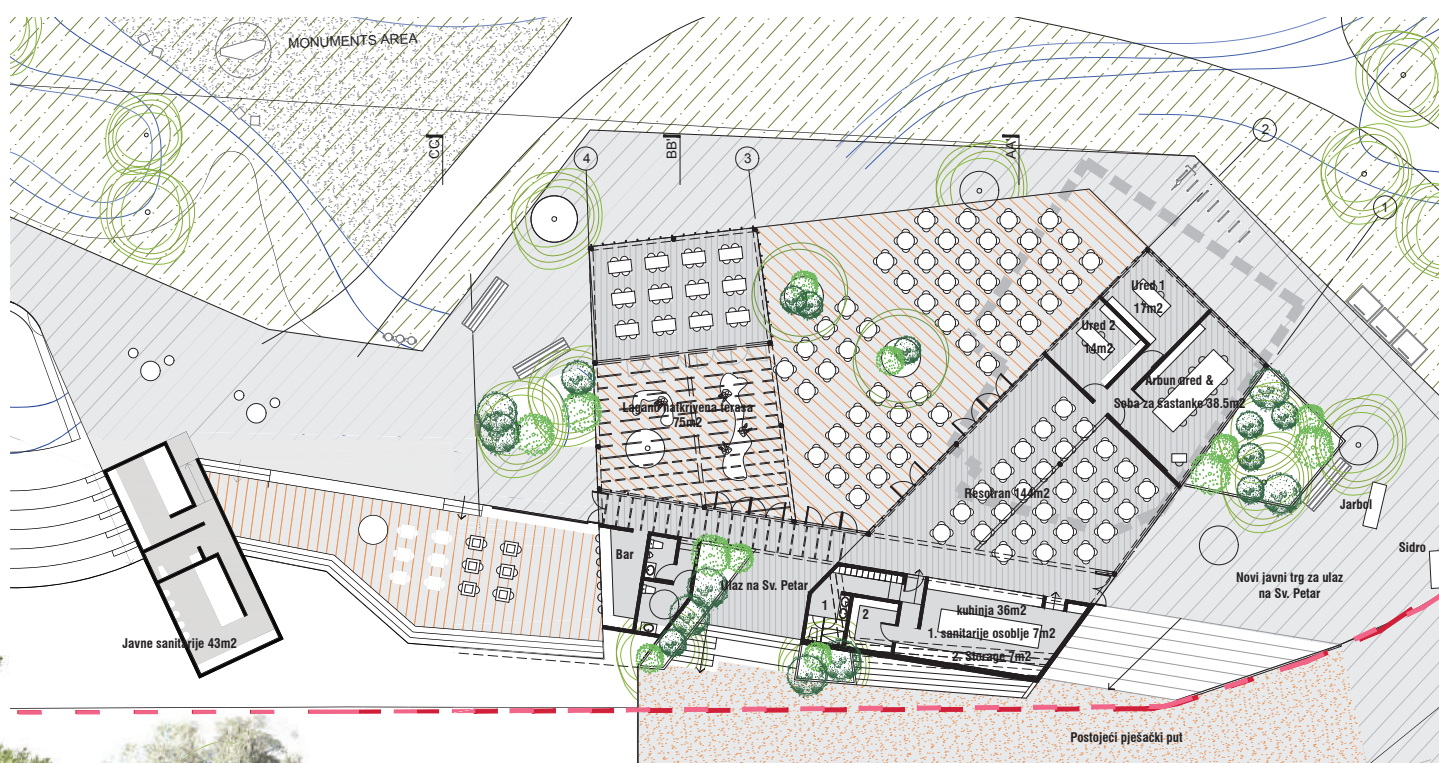 MONUMENTS AREA
CC'
BB'
AA'
4
3
2
1
Ured 1
17m2
Ured 2
14m2
Arbun ured &
Soba za sastanke 38.5m2
Lagano natkrivena terasa
75m2
Resotran 144m2
Jarbol
Sidro
Bar
Ulaz na Sv. Petar
Novi javni trg za ulaz
na Sv. Petar
1
2
kuhinja 36m2
1. sanitarije osoblje 7m2
2. Storage 7m2
Javne sanitarije 43m2
Postojeći pješački put